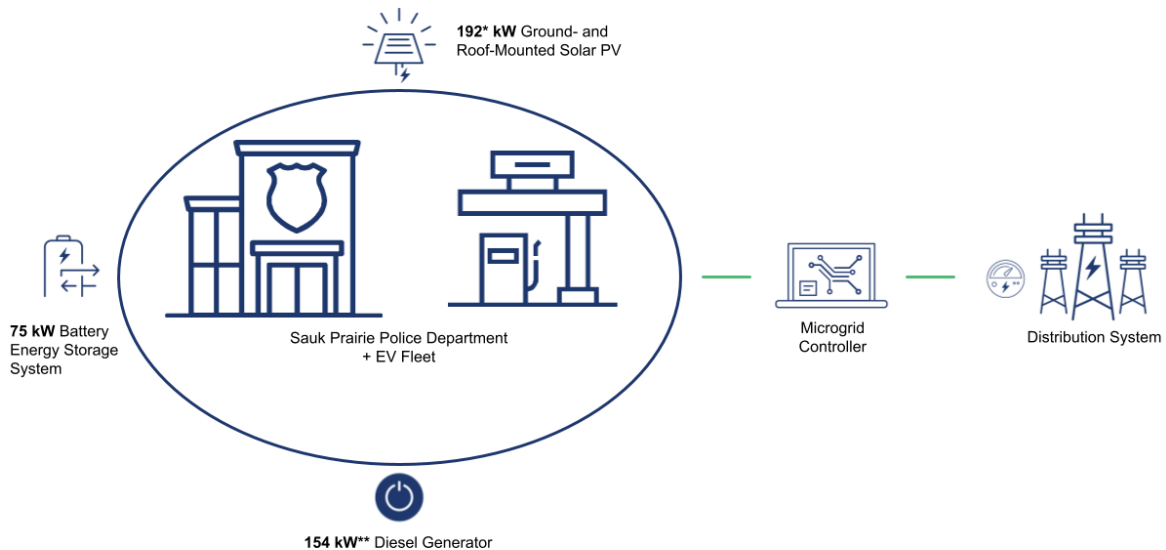 192* kW Ground- and
Roof-Mounted Solar PV
75 kW Battery
Energy Storage
System
Sauk Prairie Police Department
+ EV Fleet
Microgrid
Controller
Distribution System
154 kW** Diesel Generator